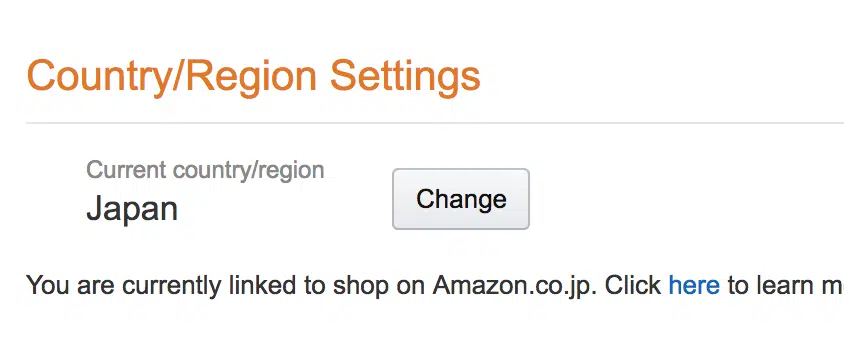 Country/Region Settings
Current country/region
Japan
Change
You are currently linked to shop on Amazon.co.jp. Click here to learn m